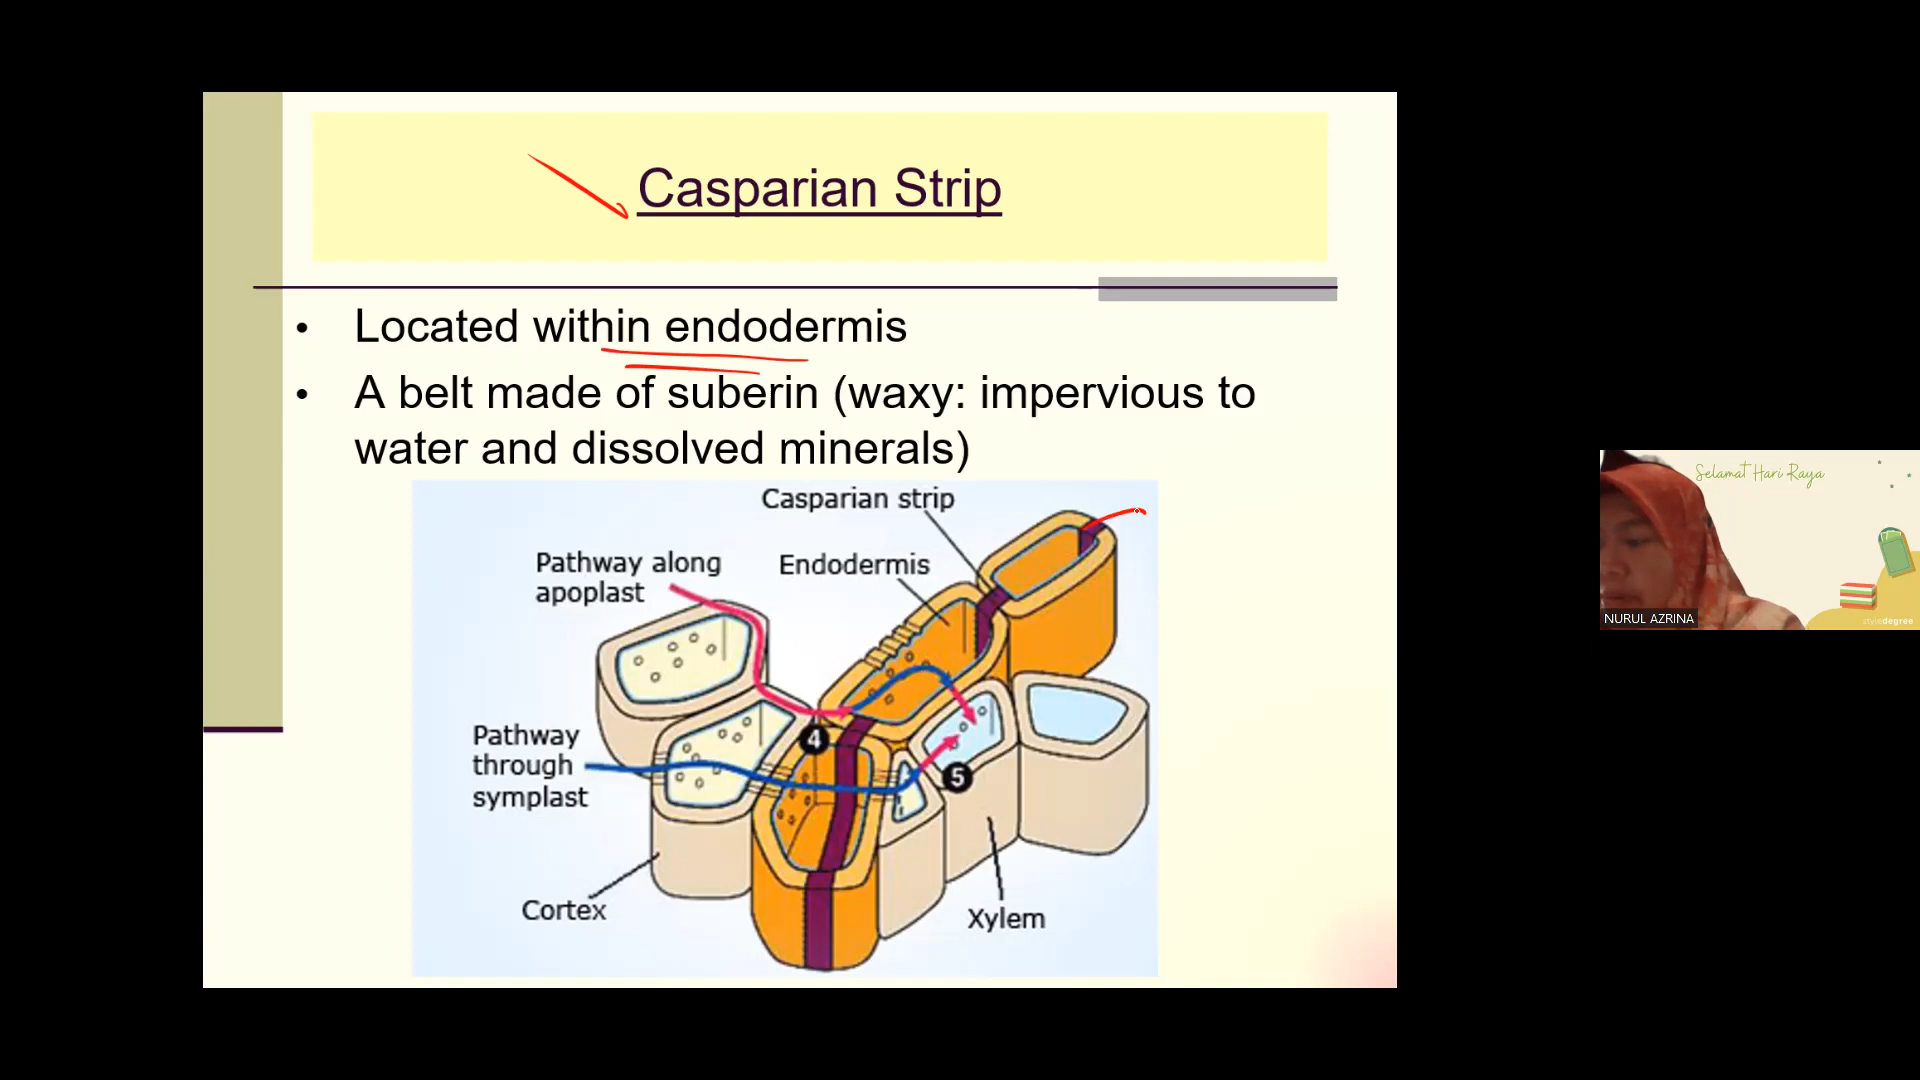 Casparian Strip
• Located within endodermis
• A belt made of suberin (waxy: impervious to
water and dissolved minerals)
Casparian strip
Pathway along
apoplast
Endodermis
4
Pathway
through
symplast
5
Cortex
Xylem
Selamat Hari Raya
NURUL AZRINA
styledegree